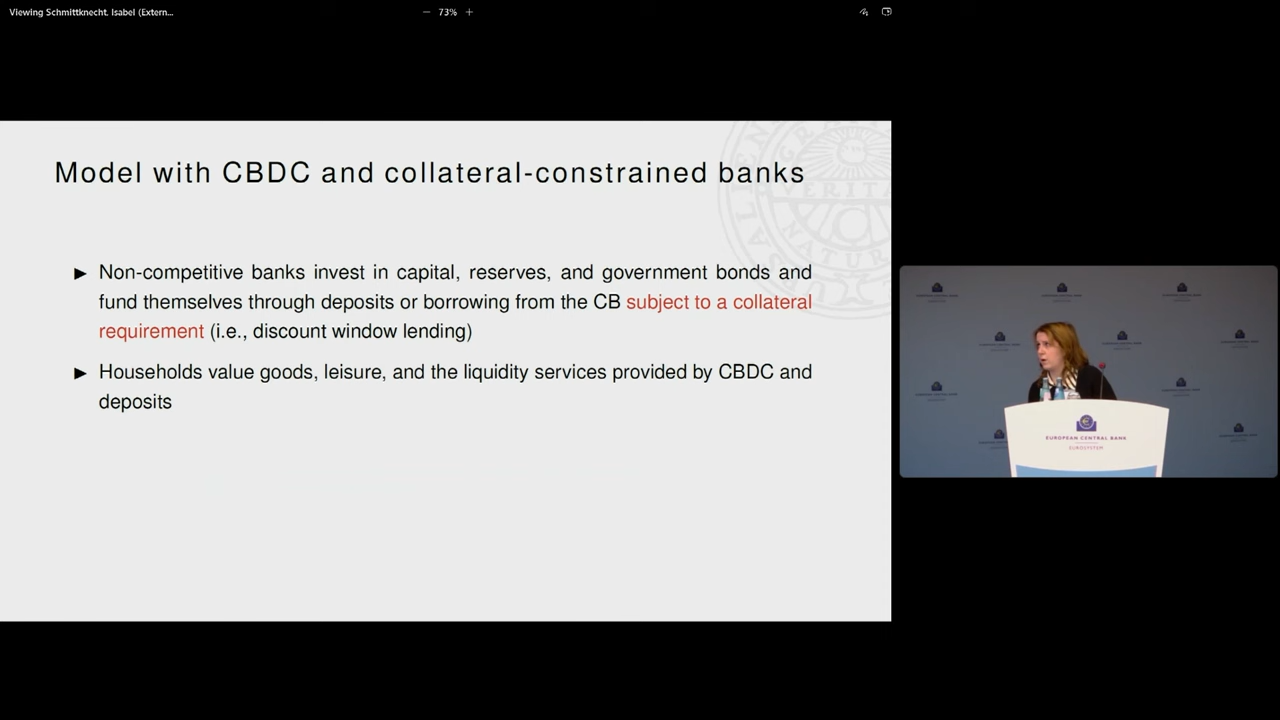 Viewing Schmittknecht, Isabel (Extern...
— 73% +
Model with CBDC and collateral-constrained banks
▶ Non-competitive banks invest in capital, reserves, and government bonds and
fund themselves through deposits or borrowing from the CB subject to a collateral
requirement (i.e., discount window lending)
▶ Households value goods, leisure, and the liquidity services provided by CBDC and
deposits
EUROPEAN CENTRAL BANK
EUROSYSTEM